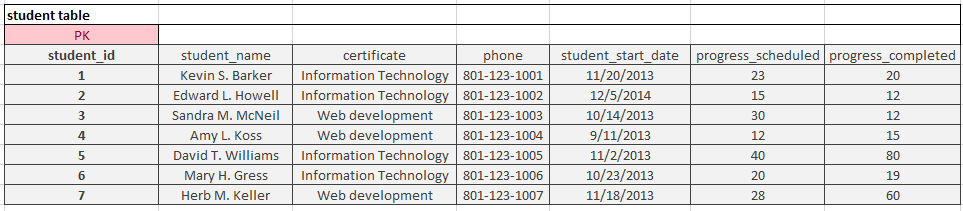 student table
PK
student_id student_name certificate phone student_start_date progress_scheduled progress_completed
1 Kevin S. Barker Information Technology 801-123-1001 11/20/2013 23 20
2 Edward L. Howell Information Technology 801-123-1002 12/5/2014 15 12
3 Sandra M. McNeil Web development 801-123-1003 10/14/2013 30 12
4 Amy L. Koss Web development 801-123-1004 9/11/2013 12 15
5 David T. Williams Information Technology 801-123-1005 11/2/2013 40 80
6 Mary H. Gress Information Technology 801-123-1006 10/23/2013 20 19
7 Herb M. Keller Web development 801-123-1007 11/18/2013 28 60